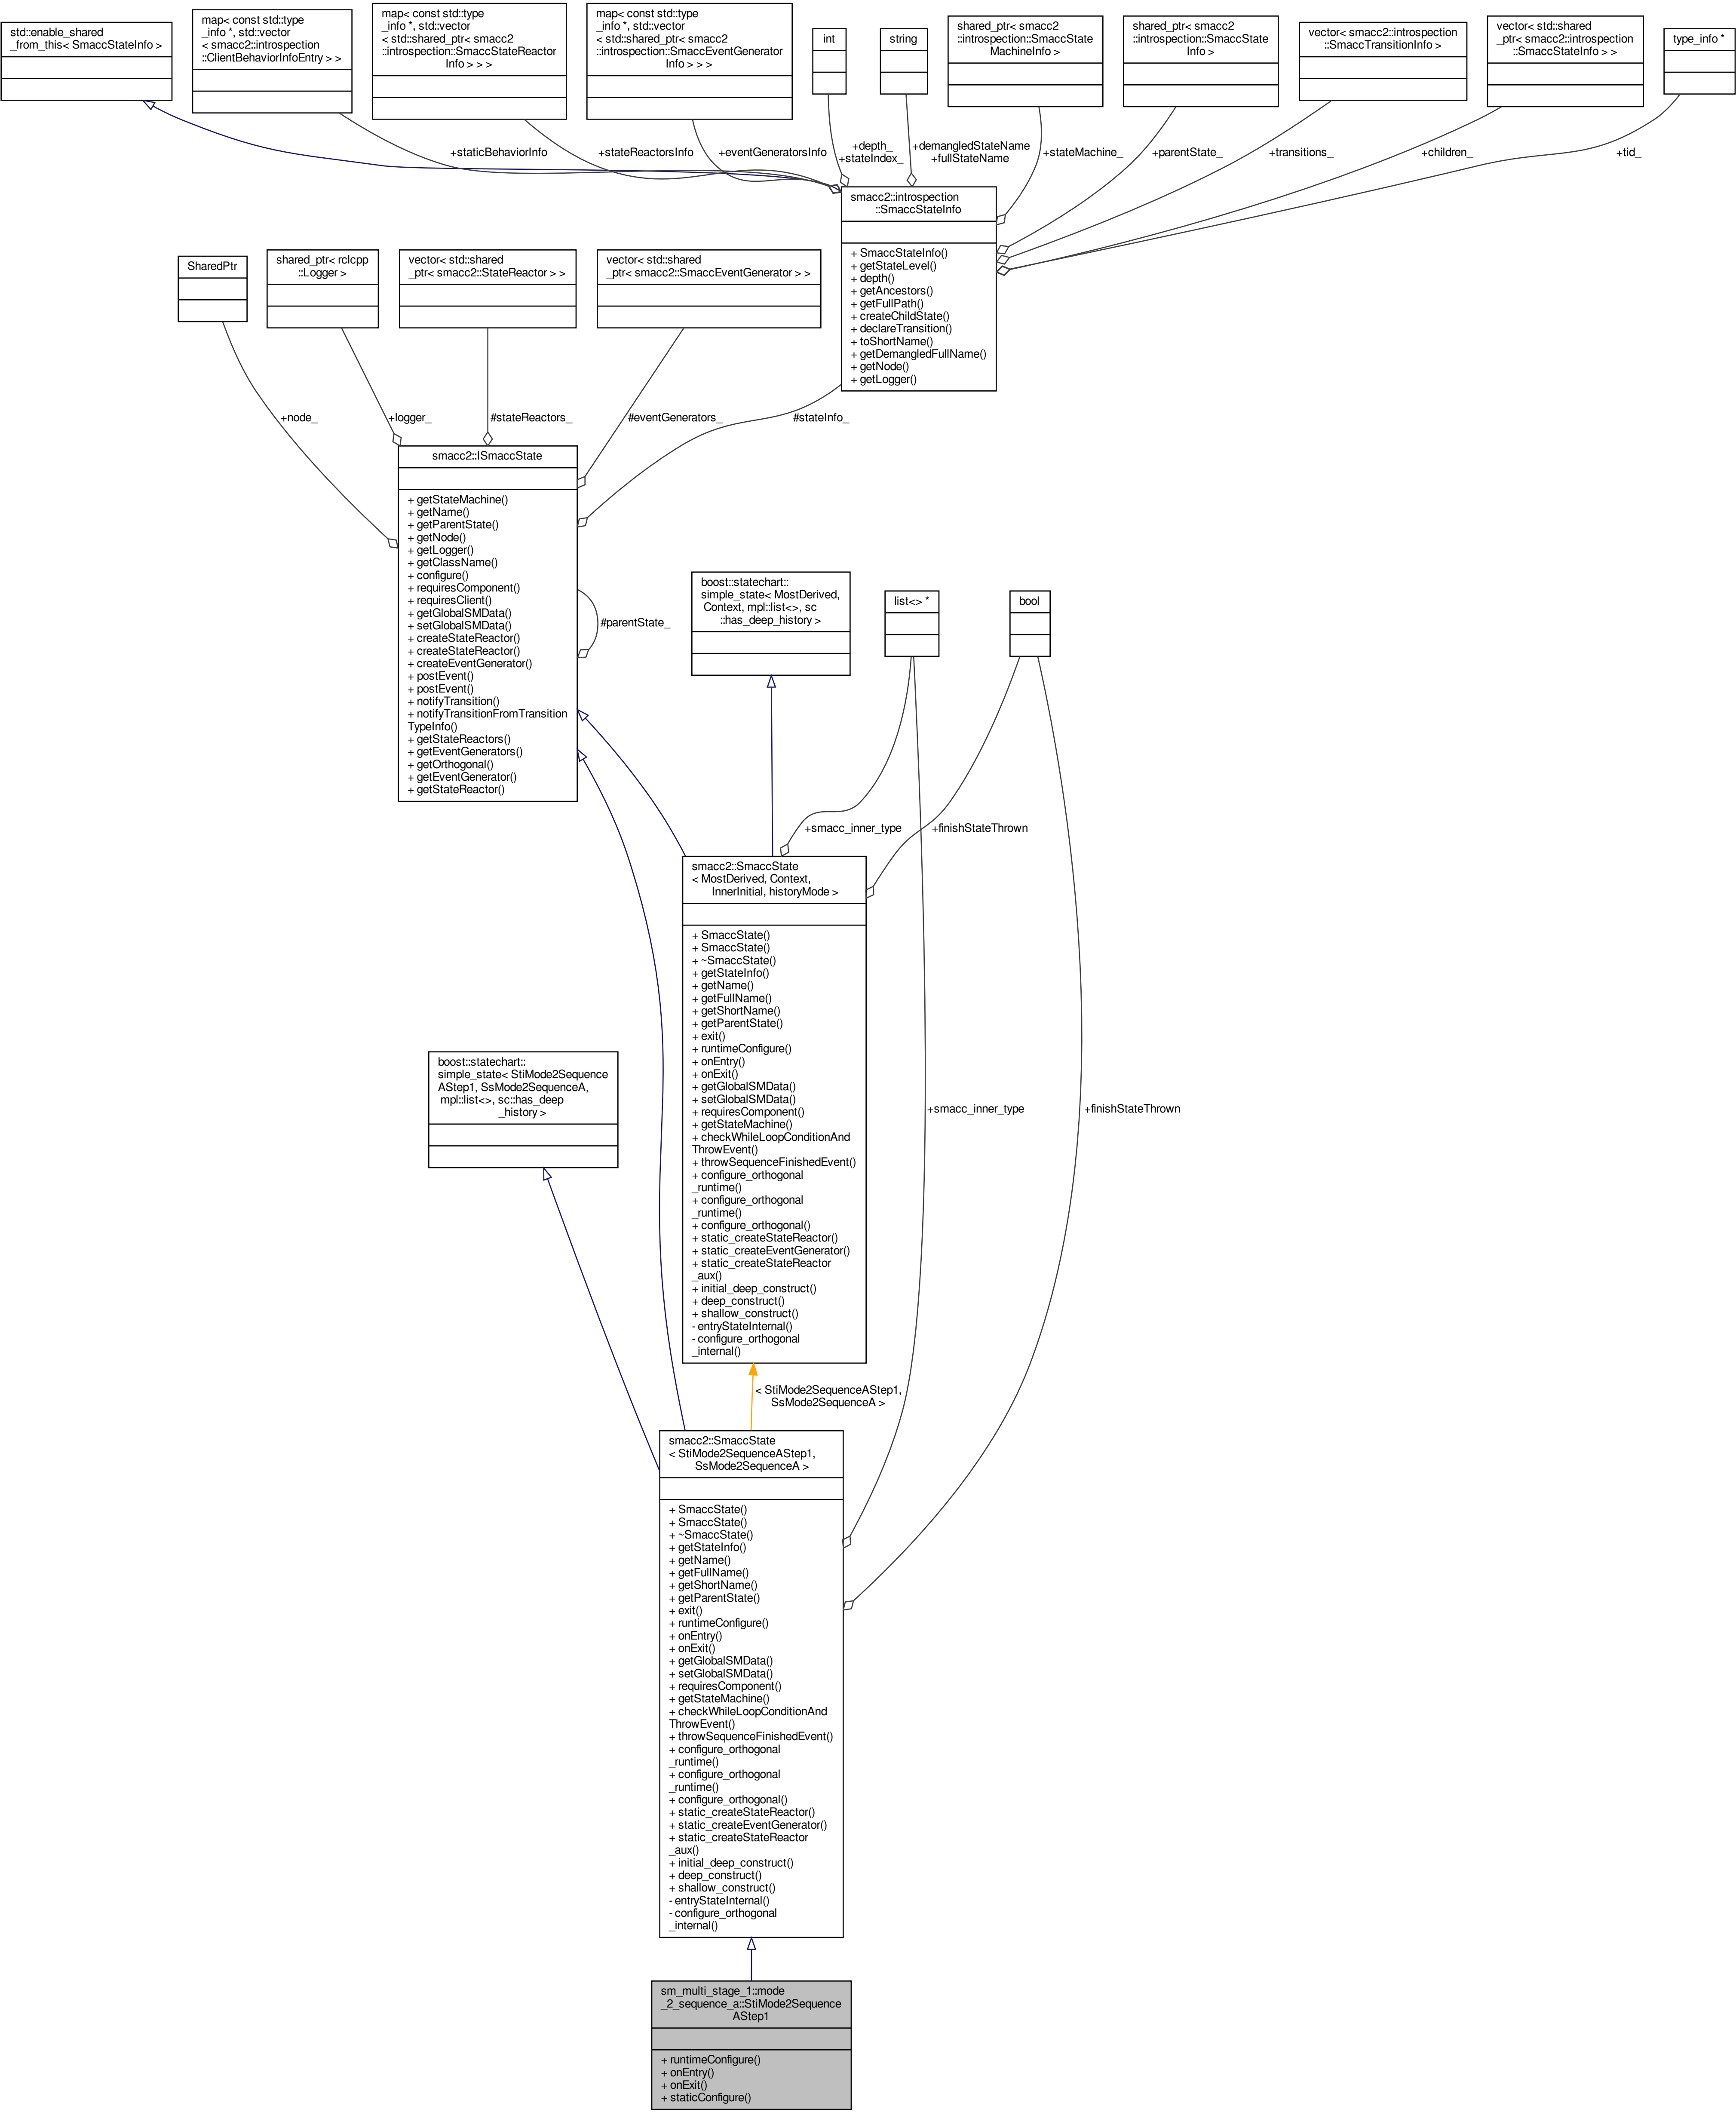 std::enable_shared
_from_this< SmaccStateInfo >
map< const std::type
_info *, std::vector
< smacc2::introspection
::ClientBehaviorInfoEntry > >
map< const std::type
_info *, std::vector
< std::shared_ptr< smacc2
::introspection::SmaccStateReactor
Info > > >
map< const std::type
_info *, std::vector
< std::shared_ptr< smacc2
::introspection::SmaccEventGenerator
Info > > >
int
string
shared_ptr< smacc2
::introspection::SmaccState
MachineInfo >
shared_ptr< smacc2
::introspection::SmaccState
Info >
vector< smacc2::introspection
::SmaccTransitionInfo >
vector< std::shared
_ptr< smacc2::introspection
::SmaccStateInfo > >
type_info *
+staticBehaviorInfo
+stateReactorsInfo
+eventGeneratorsInfo
+depth_
+stateIndex_
+demangledStateName
+fullStateName
+stateMachine_
+parentState_
+transitions_
+children_
+tid_
smacc2::introspection
::SmaccStateInfo
+ SmaccStateInfo()
+ getStateLevel()
+ depth()
+ getAncestors()
+ getFullPath()
+ createChildState()
+ declareTransition()
+ toShortName()
+ getDemangledFullName()
+ getNode()
+ getLogger()
SharedPtr
shared_ptr< rclcpp
::Logger >
vector< std::shared
_ptr< smacc2::StateReactor > >
vector< std::shared
_ptr< smacc2::SmaccEventGenerator > >
+node_
+logger_
#stateReactors_
#eventGenerators_
#stateInfo_
smacc2::ISmaccState
+ getStateMachine()
+ getName()
+ getParentState()
+ getNode()
+ getLogger()
+ getClassName()
+ configure()
+ requiresComponent()
+ requiresClient()
+ getGlobalSMData()
+ setGlobalSMData()
+ createStateReactor()
+ createStateReactor()
+ createEventGenerator()
+ postEvent()
+ postEvent()
+ notifyTransition()
+ notifyTransitionFromTransition
TypeInfo()
+ getStateReactors()
+ getEventGenerators()
+ getOrthogonal()
+ getEventGenerator()
+ getStateReactor()
#parentState_
boost::statechart::
simple_state< MostDerived,
Context, mpl::list<>, sc
::has_deep_history >
list<> *
bool
+smacc_inner_type
+finishStateThrown
smacc2::SmaccState
< MostDerived, Context,
InnerInitial, historyMode >
+ SmaccState()
+ SmaccState()
+ ~SmaccState()
+ getStateInfo()
+ getName()
+ getFullName()
+ getShortName()
+ getParentState()
+ exit()
+ runtimeConfigure()
+ onEntry()
+ onExit()
+ getGlobalSMData()
+ setGlobalSMData()
+ requiresComponent()
+ getStateMachine()
+ checkWhileLoopConditionAnd
ThrowEvent()
+ throwSequenceFinishedEvent()
+ configure_orthogonal
_runtime()
+ configure_orthogonal
_runtime()
+ configure_orthogonal()
+ static_createStateReactor()
+ static_createEventGenerator()
+ static_createStateReactor
_aux()
+ initial_deep_construct()
+ deep_construct()
+ shallow_construct()
- entryStateInternal()
- configure_orthogonal
_internal()
boost::statechart::
simple_state< StiMode2Sequence
AStep1, SsMode2SequenceA,
mpl::list<>, sc::has_deep
_history >
+smacc_inner_type
+finishStateThrown
< StiMode2SequenceAStep1,
SsMode2SequenceA >
smacc2::SmaccState
< StiMode2SequenceAStep1,
SsMode2SequenceA >
+ SmaccState()
+ SmaccState()
+ ~SmaccState()
+ getStateInfo()
+ getName()
+ getFullName()
+ getShortName()
+ getParentState()
+ exit()
+ runtimeConfigure()
+ onEntry()
+ onExit()
+ getGlobalSMData()
+ setGlobalSMData()
+ requiresComponent()
+ getStateMachine()
+ checkWhileLoopConditionAnd
ThrowEvent()
+ throwSequenceFinishedEvent()
+ configure_orthogonal
_runtime()
+ configure_orthogonal
_runtime()
+ configure_orthogonal()
+ static_createStateReactor()
+ static_createEventGenerator()
+ static_createStateReactor
_aux()
+ initial_deep_construct()
+ deep_construct()
+ shallow_construct()
- entryStateInternal()
- configure_orthogonal
_internal()
sm_multi_stage_1::mode
_2_sequence_a::StiMode2Sequence
AStep1
+ runtimeConfigure()
+ onEntry()
+ onExit()
+ staticConfigure()